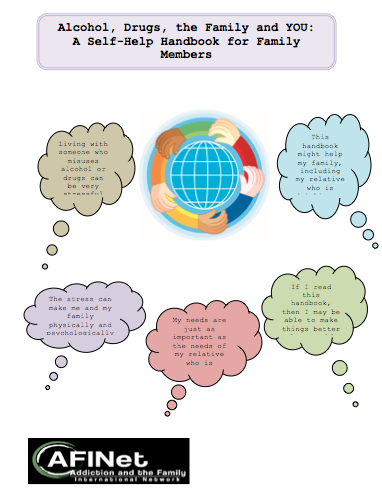 Alcohol, Drugs, the Family and YOU:
A Self-Help Handbook for Family
Members
Living with
someone who
misuses
alcohol or
drugs can
be very
stressful
This
handbook
might help
my family,
including
my relative
who is
The stress can
make me and my
family
physically and
psychologically
My needs are
just as
important as
the needs of
my relative
who is
If I read
this
handbook,
then I may be
able to make
things better
AFINet
Addiction and the Family
International Network